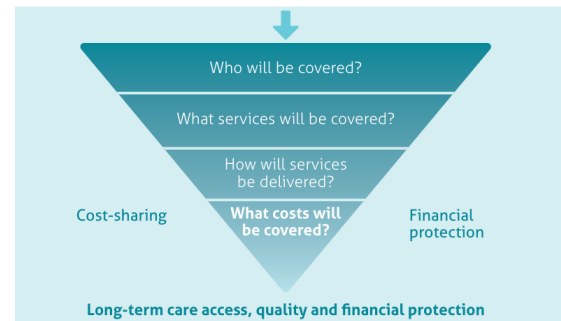 Who will be covered?
What services will be covered?
How will services
be delivered?
What costs will
be covered?
Cost-sharing
Financial
protection
Long-term care access, quality and financial protection